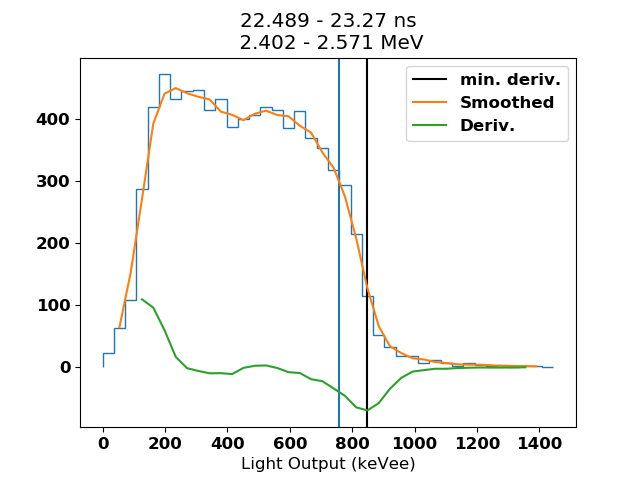 22.489 - 23.27 ns
2.402 - 2.571 MeV
min. deriv.
Smoothed
Deriv.
400
300
200
100
0
0 200 400 600 800 1000 1200 1400
Light Output (keVee)